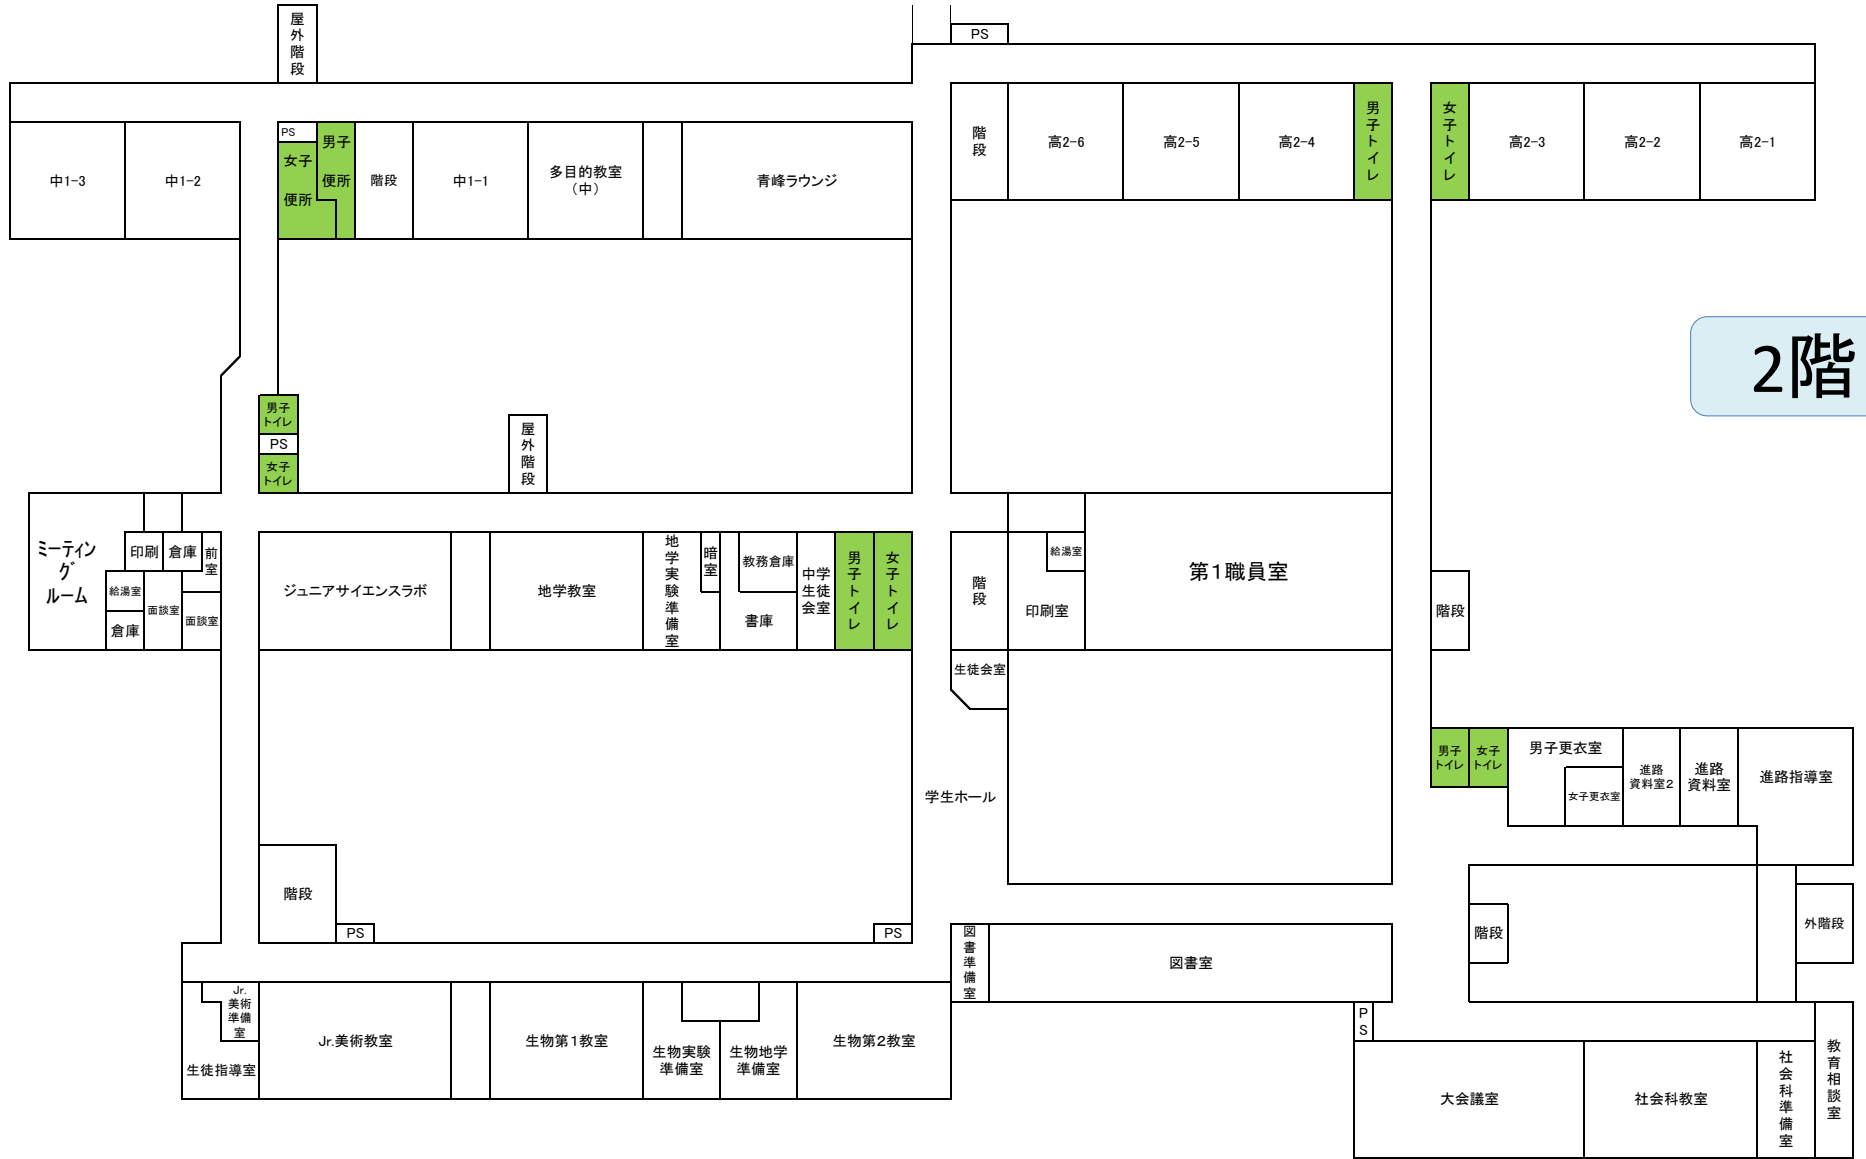 屋外階段
PS
中1-3
中1-2
PS
女子
便所
男子
便所
階段
中1-1
多目的教室
（中）
青峰ラウンジ
階段
高2-6
高2-5
高2-4
男子トイレ
女子トイレ
高2-3
高2-2
高2-1
2階
男子
トイレ
PS
女子
トイレ
屋外階段
ミーティン
グ
ルーム
印刷
倉庫
前室
給湯室
面談室
倉庫
面談室
ジュニアサイエンスラボ
地学教室
地学実験準備室
暗室
教務倉庫
書庫
中学
生徒
会室
男子トイレ
女子トイレ
階段
給湯室
印刷室
第1職員室
階段
生徒会室
学生ホール
男子
トイレ
女子
トイレ
男子更衣室
女子更衣室
進路
資料室2
進路
資料室
進路指導室
階段
PS
PS
図書準備室
図書室
階段
外階段
Jr.
美術
準備
室
生徒指導室
Jr.美術教室
生物第1教室
生物実験
準備室
生物地学
準備室
生物第2教室
PS
大会議室
社会科教室
社会科準備室
教育相談室